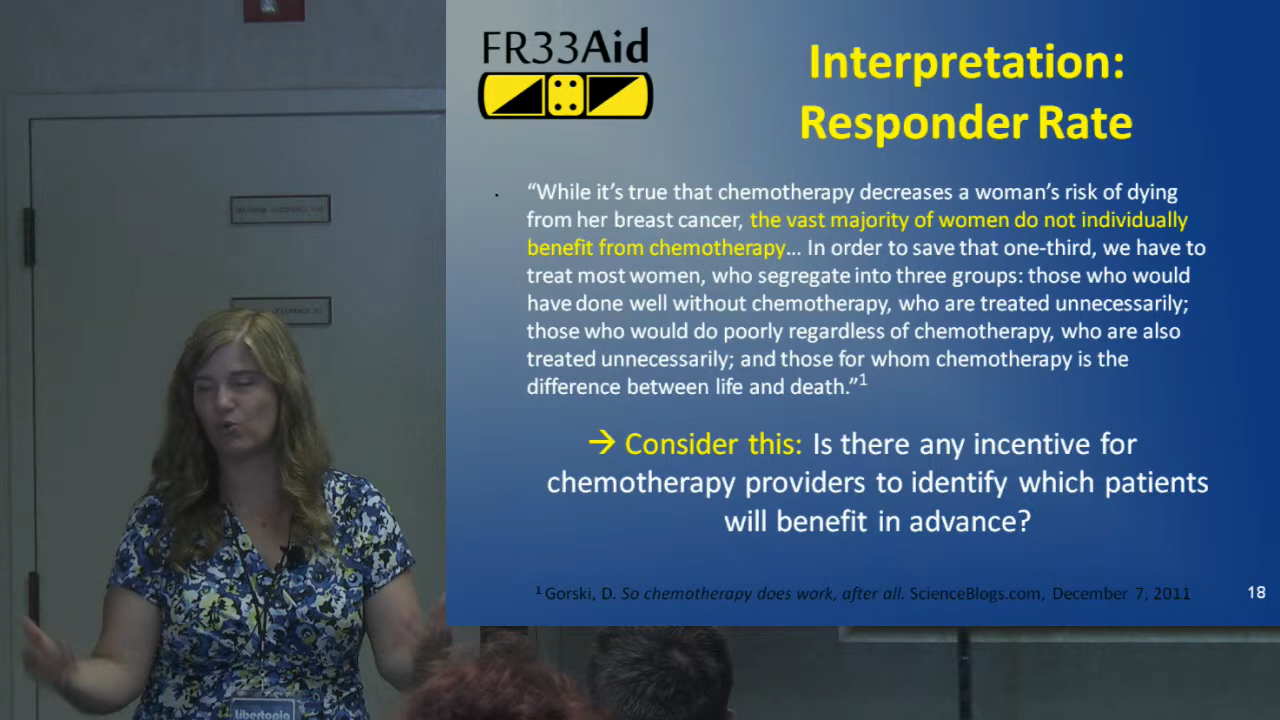 FR33Aid
Interpretation:
Responder Rate
“While it’s true that chemotherapy decreases a woman’s risk of dying
from her breast cancer, the vast majority of women do not individually
benefit from chemotherapy… In order to save that one-third, we have to
treat most women, who segregate into three groups: those who would
have done well without chemotherapy, who are treated unnecessarily;
those who would do poorly regardless of chemotherapy, who are also
treated unnecessarily; and those for whom chemotherapy is the
difference between life and death.”1
→ Consider this: Is there any incentive for
chemotherapy providers to identify which patients
will benefit in advance?
1 Gorski, D. So chemotherapy does work, after all. ScienceBlogs.com, December 7, 2011
18
libertopia